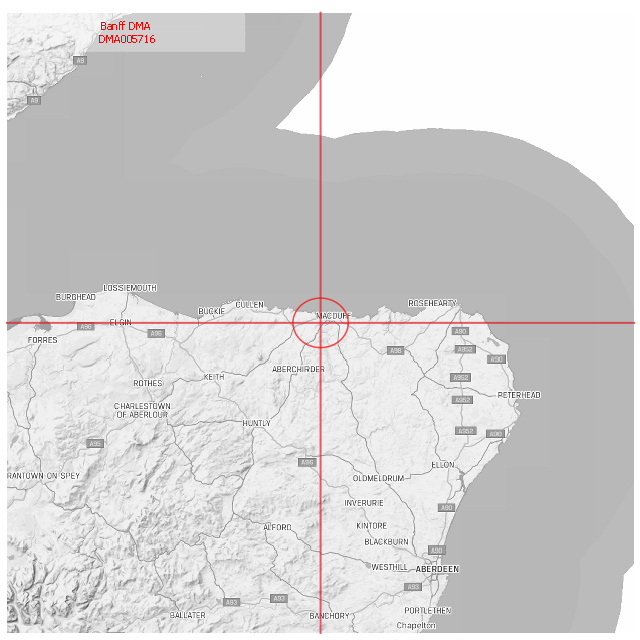 Banff DMA
DMA005716
A9
A9
LOSSIEMOUTH
BURGHEAD
CULLEN
ROSEHEARTY
BUCKIE
MACDUFF
ELGIN
A96
A96
A90
FORRES
A98
A952
A90
ABERCHIRDER
KEITH
A952
ROTHES
PETERHEAD
A952
CHARLESTOWN
OF ABERLOUR
HUNTLY
A952
A90
A95
A96
ELLON
RANTOWN ON SPEY
OLDMELDRUM
INVERURIE
A90
ALFORD
KINTORE
BLACKBURN
A90
WESTHILL
ABERDEEN
A93
A93
A93
PORTLETHEN
BALLATER
BANCHORY
Chapelton